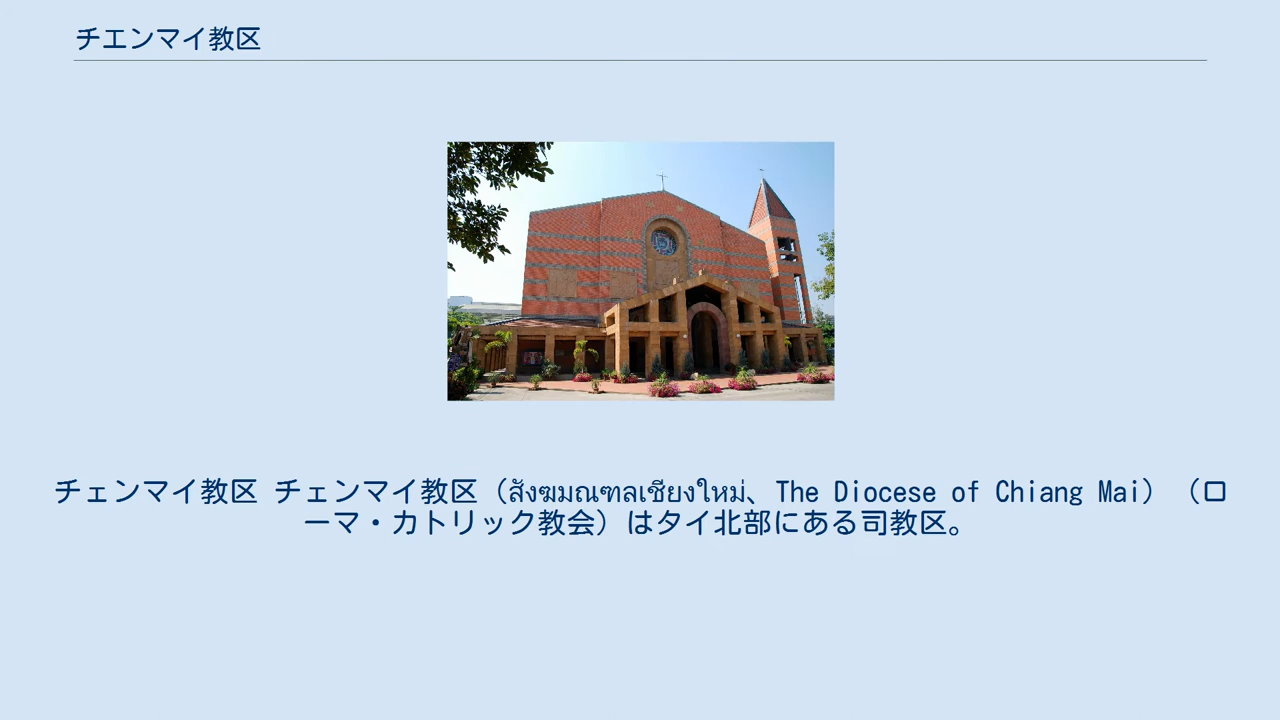 チエンマイ教区
チェンマイ教区 チェンマイ教区（สังฆมณฑลเชียงใหม่、The Diocese of Chiang Mai）（ロ
ーマ・カトリック教会）はタイ北部にある司教区。